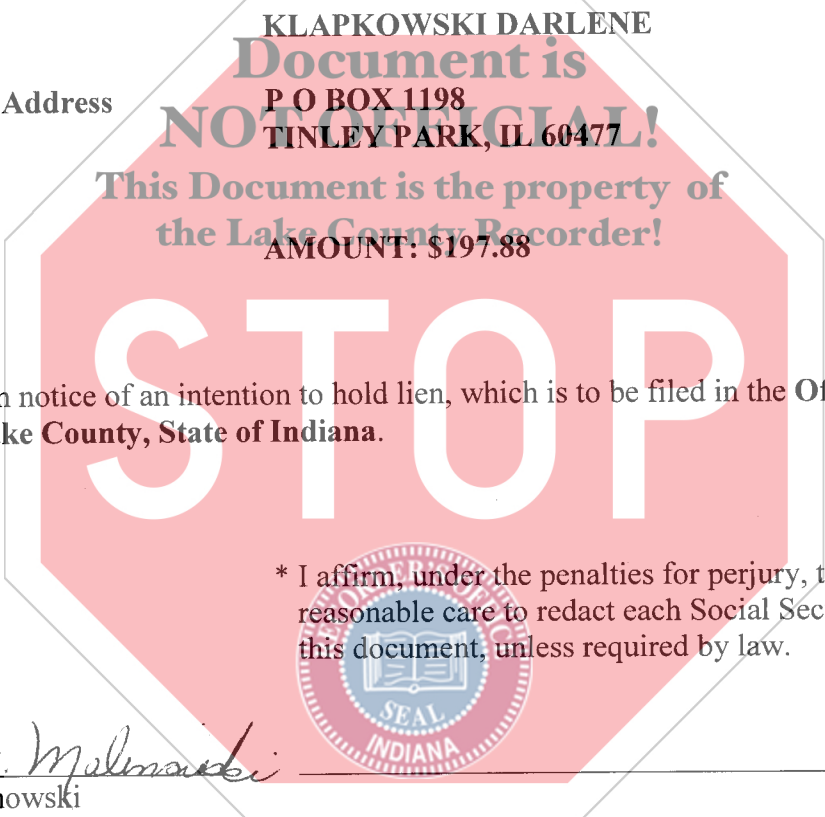 KLAPKOWSKI DARLENE
Document is
Address
P O BOX 1198
NOT OFFICIAL!
TINLEY PARK, IL 60477
This Document is the property of
the Lake County Recorder!
AMOUNT: $197.88
STOP
n notice of an intention to hold lien, which is to be filed in the Of
ke County, State of Indiana.
* I affirm, under the penalties for perjury, t
reasonable care to redact each Social Sec
this document, unless required by law.
SEAL
INDIANA
Malinowski
nowski